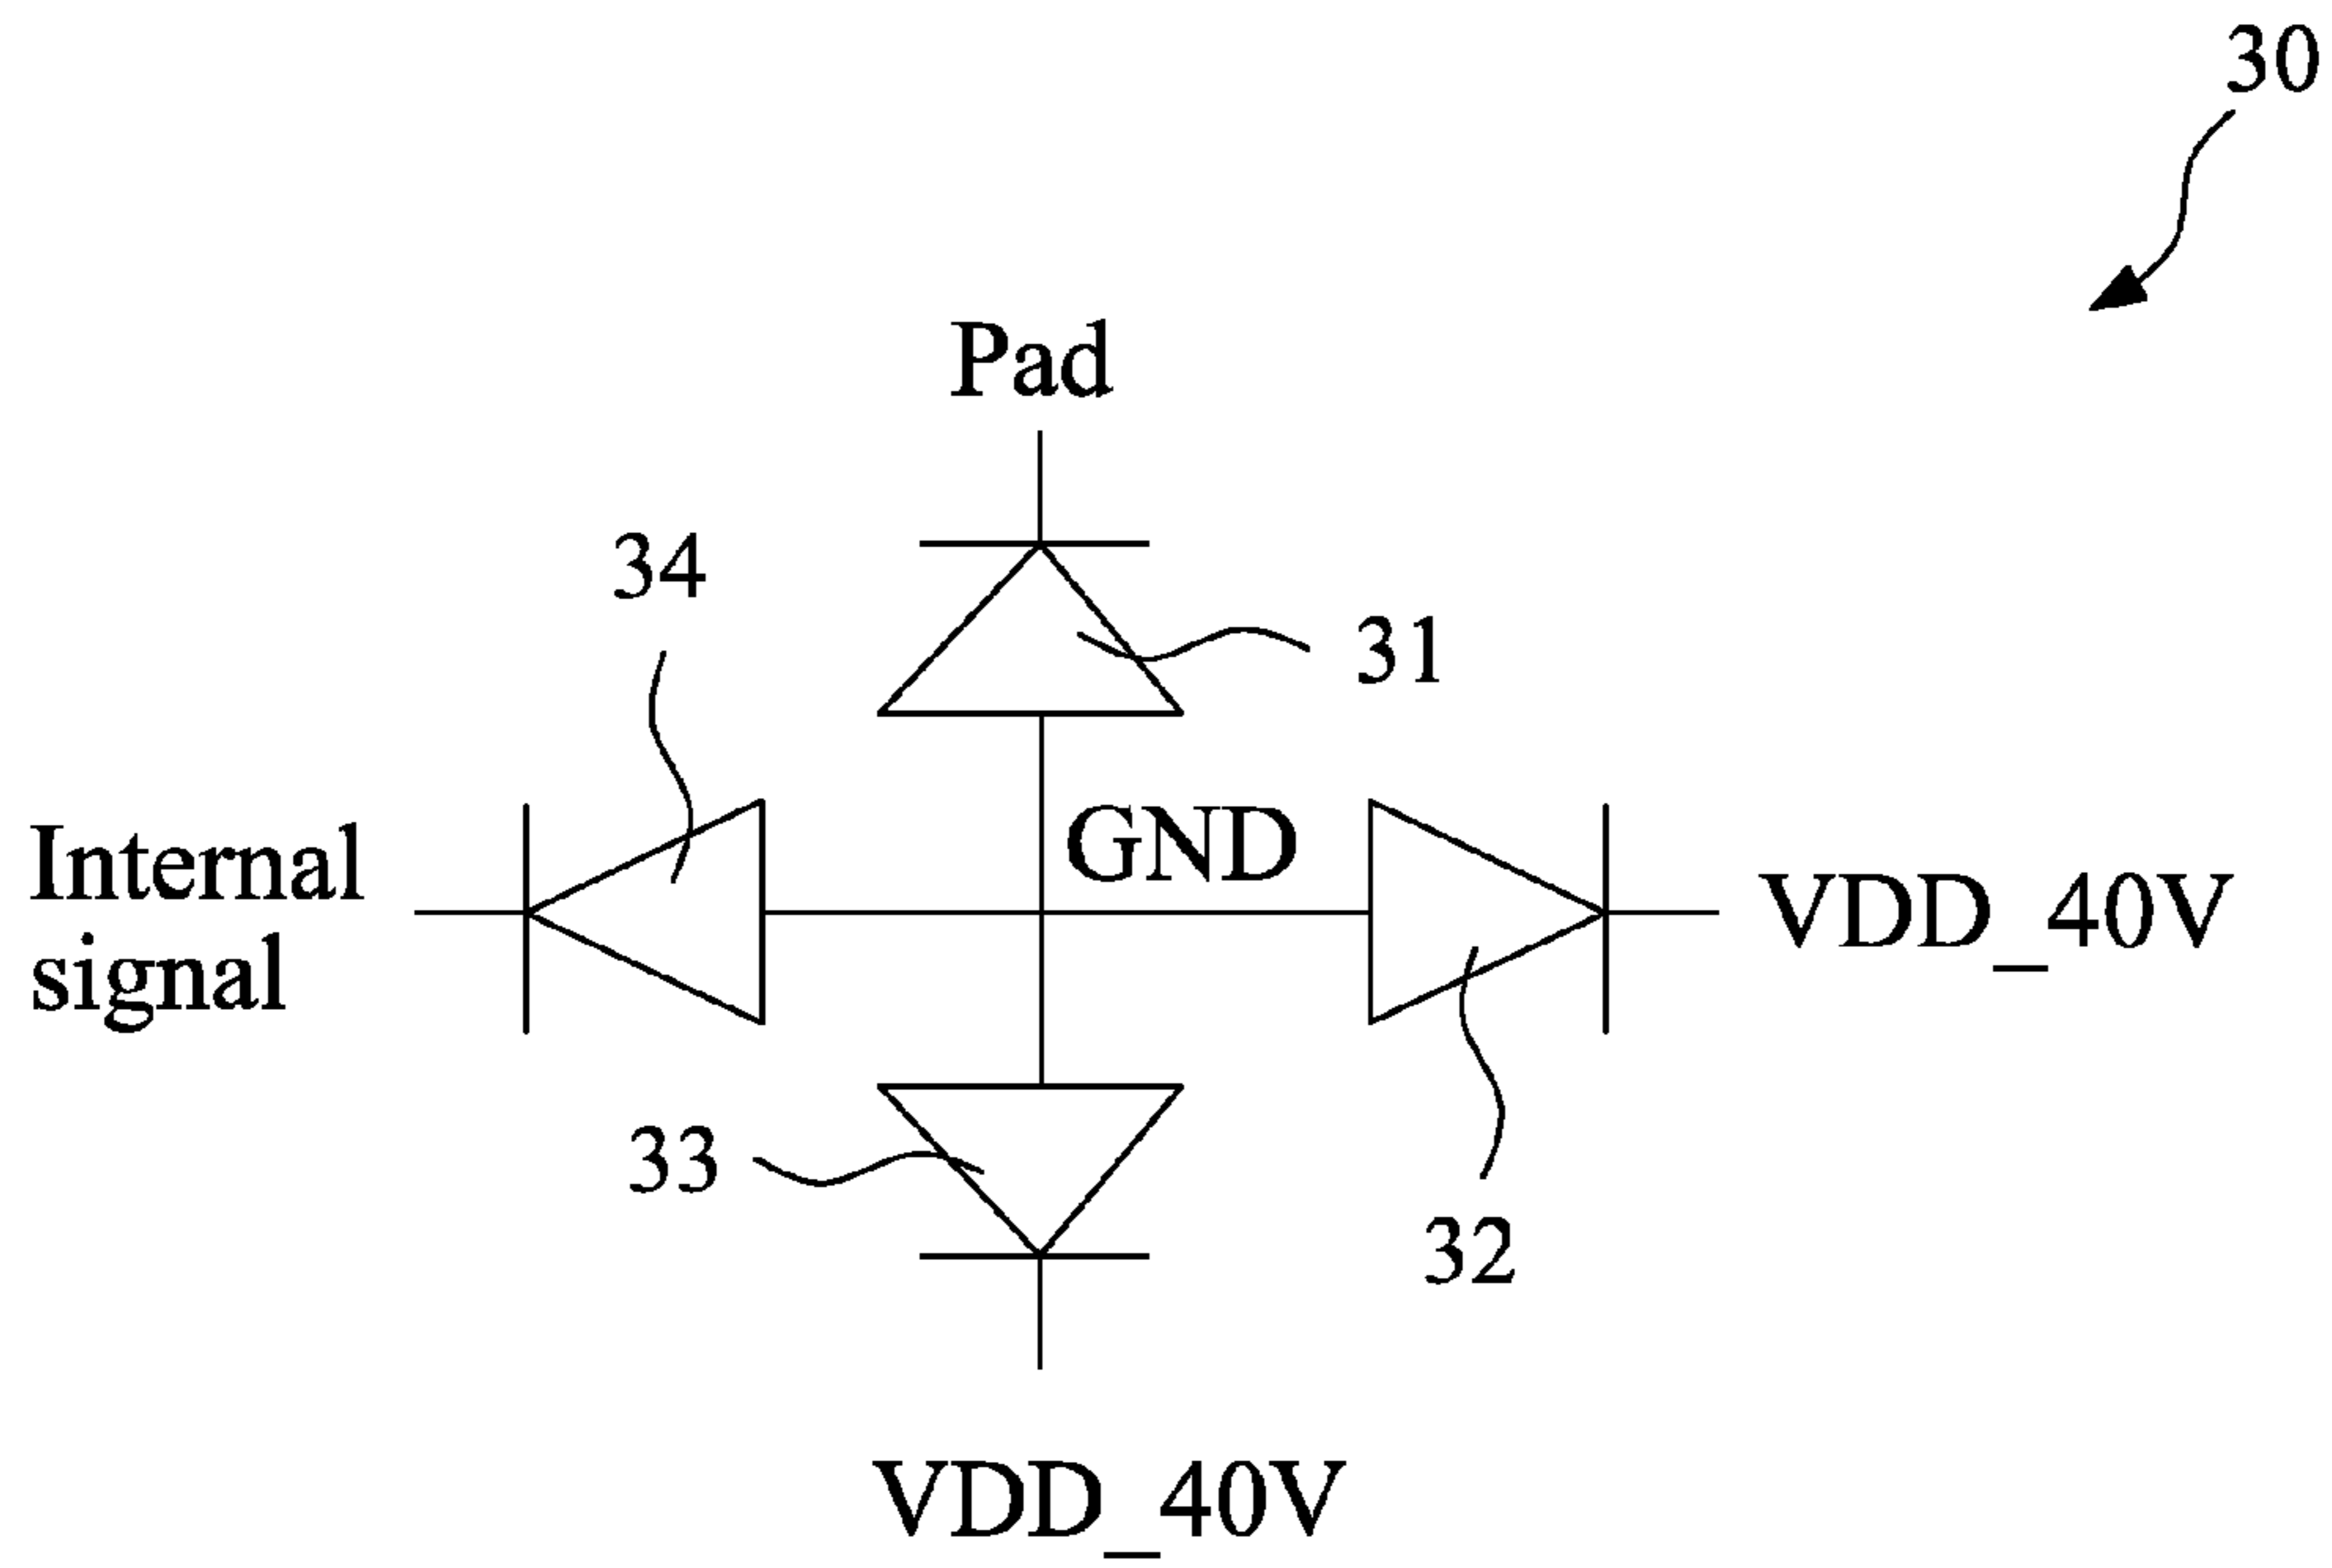 30
Pad
34
31
GND
Internal
signal
VDD_40V
33
32
VDD_40V